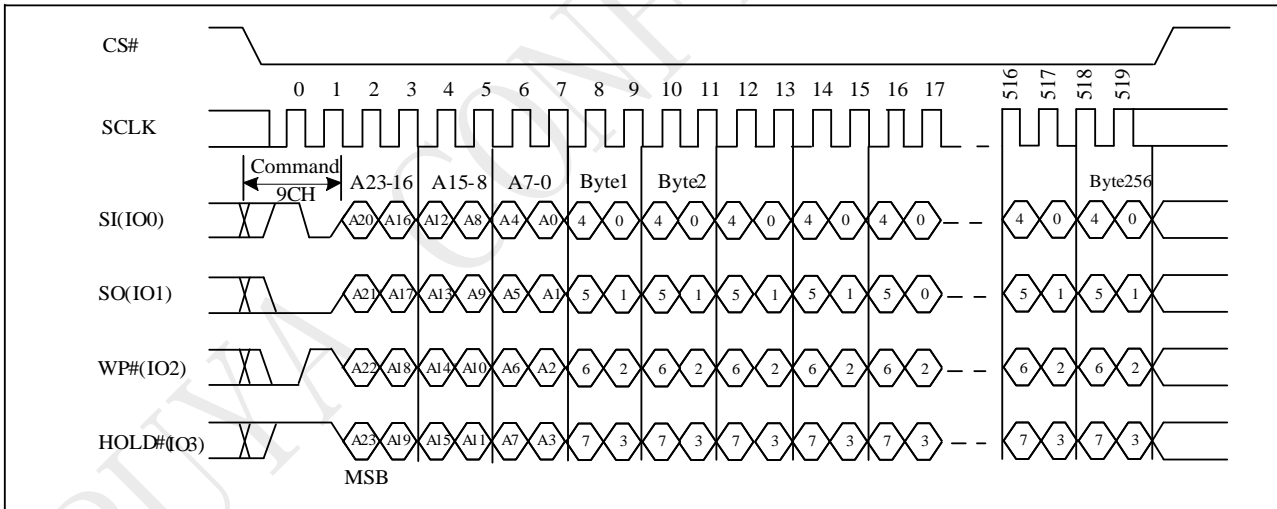 CS#
0 1 2 3 4 5 6 7 8 9 10 11 12 13 14 15 16 17 516 517 518 519
SCLK
Command
9CH
A23-16 A15-8 A7-0 Byte1 Byte2 Byte256
SI(IO0) A20 A16 A12 A8 A4 A0 4 0 4 0 4 0 4 0 4 0 4 0 4 0
SO(IO1) A21 A17 A13 A9 A5 A1 5 1 5 1 5 1 5 1 5 0 5 1 5 1
WP#(IO2) A22 A18 A14 A10 A6 A2 6 2 6 2 6 2 6 2 6 2 6 2 6 2
HOLD#(IO3) A23 A19 A15 A11 A7 A3 7 3 7 3 7 3 7 3 7 3 7 3 7 3
MSB
PUYA CONF